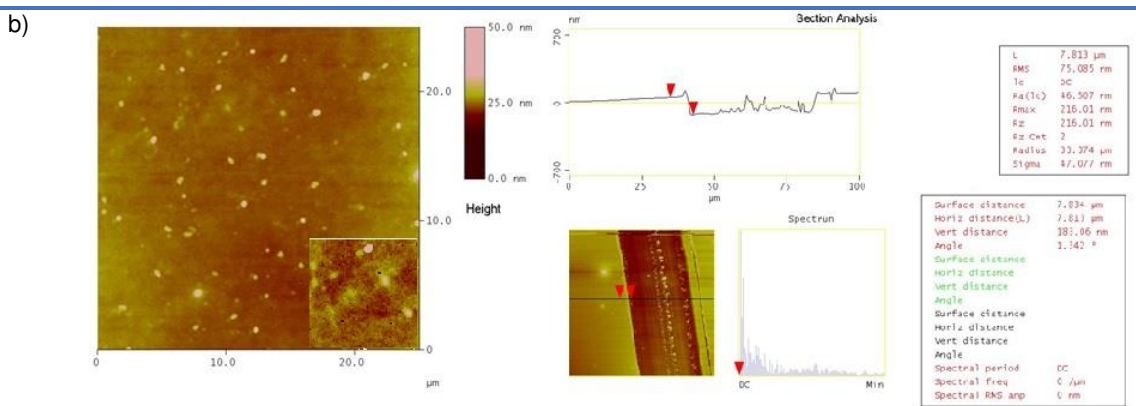 b)
50.0 nm
25.0 nm
0.0 nm
Height
20.0
10.0
0
0
10.0
20.0
μm
Section Analysis
nm
700
0
-700
0
25
50
75
100
μm
L 7.813 μm
RMS 75.085 nm
lc DC
Ra(lc) 46.507 nm
Rmax 216.01 nm
Rz 216.01 nm
Rz Cnt 2
Radius
Sigma 47.077 nm
Spectrum
DC
Min
Surface distance 7.834 μm
Horiz distance(L) 7.813 μm
Vert distance 183.06 nm
Angle 1.342 °
Surface distance
Horiz distance
Vert distance
Angle
Surface distance
Horiz distance
Vert distance
Angle
Spectral period DC
Spectral freq 0 /μm
Spectral RMS amp 0 nm